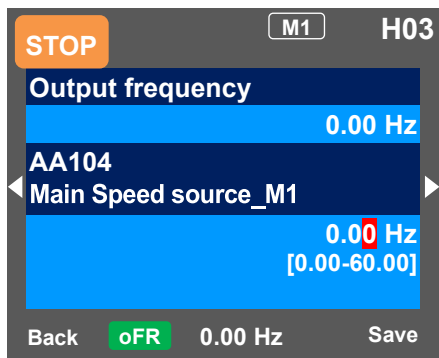 STOP M1 H03
Output frequency
0.00 Hz
AA104
Main Speed source_M1
0.00 Hz
[0.00-60.00]
Back oFR 0.00 Hz Save